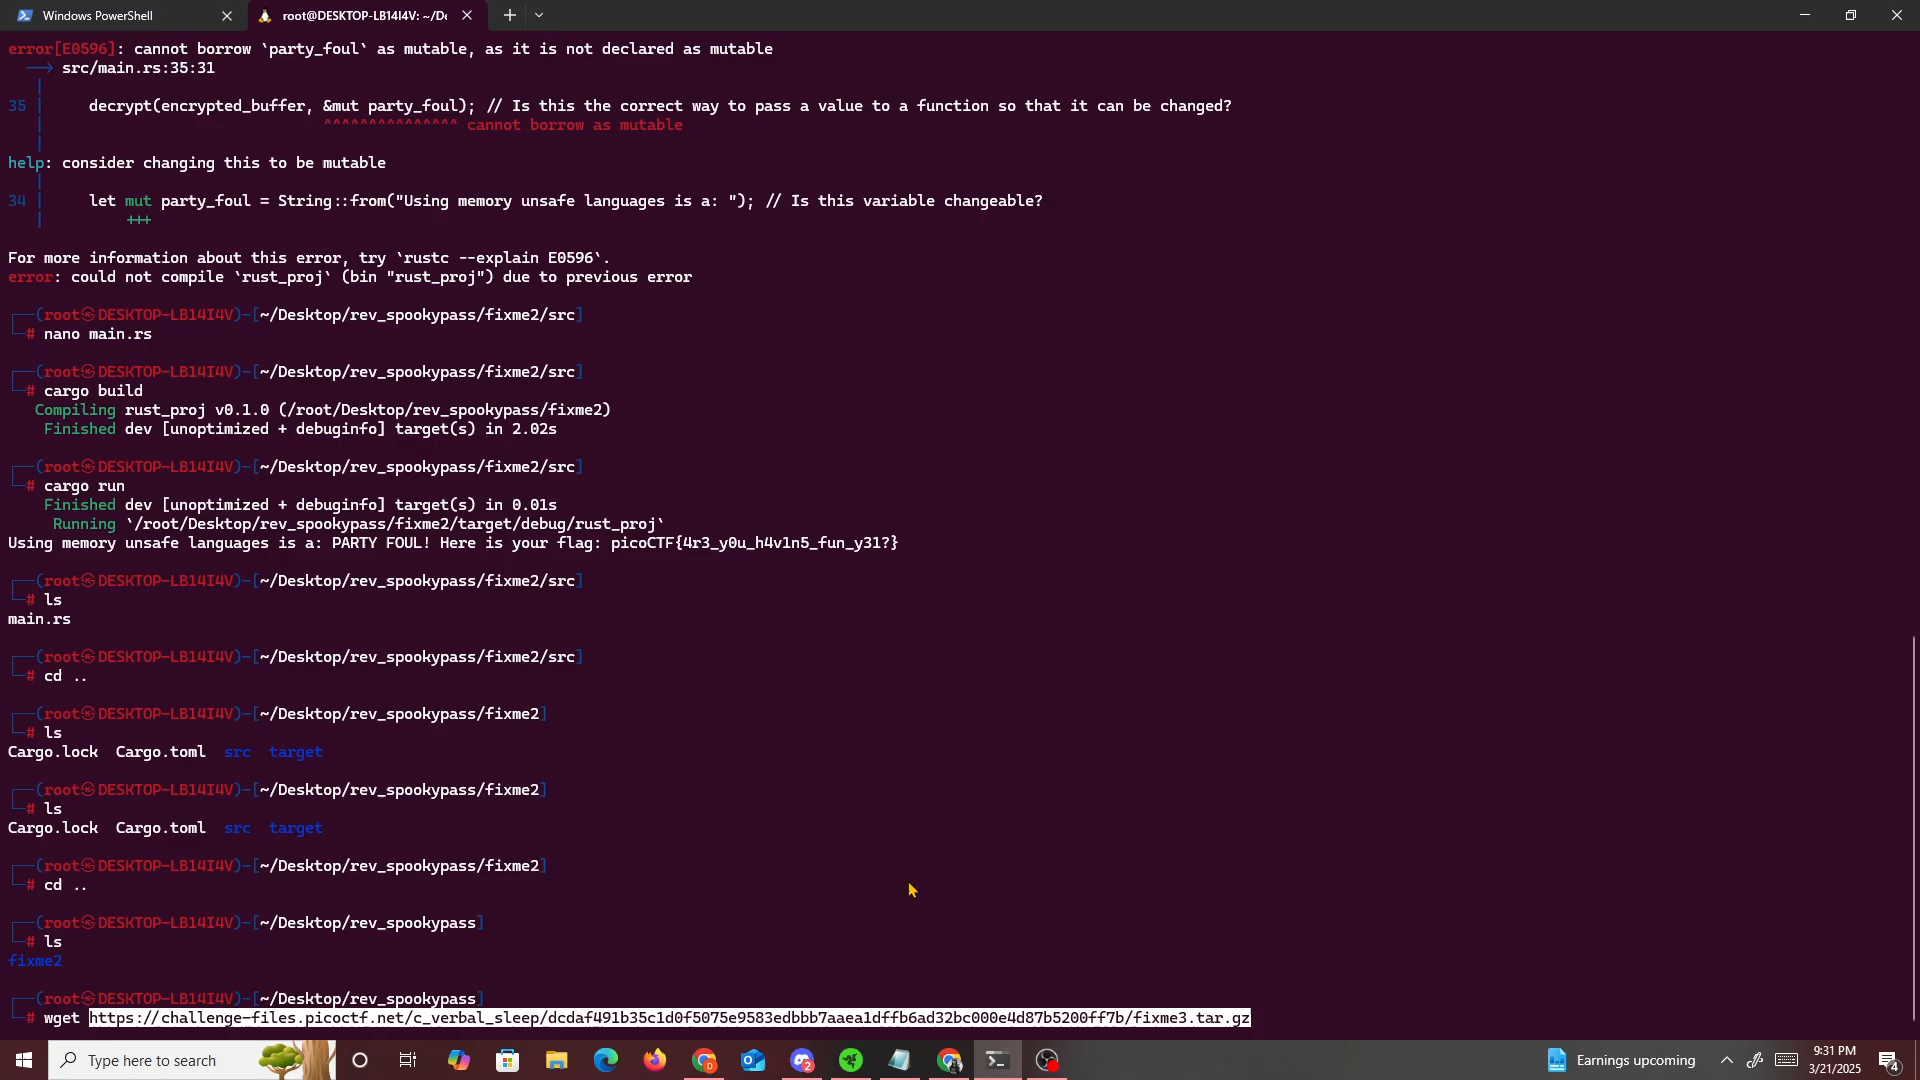 Windows PowerShell
root@DESKTOP-LB14I4V: ~/De
error[E0596]: cannot borrow `party_foul` as mutable, as it is not declared as mutable
--> src/main.rs:35:31
|
35 | decrypt(encrypted_buffer, &mut party_foul); // Is this the correct way to pass a value to a function so that it can be changed?
| ^^^^^^^^^^^^^^^ cannot borrow as mutable
|
help: consider changing this to be mutable
|
34 | let mut party_foul = String::from("Using memory unsafe languages is a: "); // Is this variable changeable?
| +++
For more information about this error, try `rustc --explain E0596`.
error: could not compile `rust_proj` (bin "rust_proj") due to previous error
┌──(root㉿DESKTOP-LB14I4V)-[~/Desktop/rev_spookypass/fixme2/src]
└─# nano main.rs
┌──(root㉿DESKTOP-LB14I4V)-[~/Desktop/rev_spookypass/fixme2/src]
└─# cargo build
Compiling rust_proj v0.1.0 (/root/Desktop/rev_spookypass/fixme2)
Finished dev [unoptimized + debuginfo] target(s) in 2.02s
┌──(root㉿DESKTOP-LB14I4V)-[~/Desktop/rev_spookypass/fixme2/src]
└─# cargo run
Finished dev [unoptimized + debuginfo] target(s) in 0.01s
Running `/root/Desktop/rev_spookypass/fixme2/target/debug/rust_proj`
Using memory unsafe languages is a: PARTY FOUL! Here is your flag: picoCTF{4r3_y0u_h4v1n5_fun_y31?}
┌──(root㉿DESKTOP-LB14I4V)-[~/Desktop/rev_spookypass/fixme2/src]
└─# ls
main.rs
┌──(root㉿DESKTOP-LB14I4V)-[~/Desktop/rev_spookypass/fixme2/src]
└─# cd ..
┌──(root㉿DESKTOP-LB14I4V)-[~/Desktop/rev_spookypass/fixme2]
└─# ls
Cargo.lock Cargo.toml src target
┌──(root㉿DESKTOP-LB14I4V)-[~/Desktop/rev_spookypass/fixme2]
└─# ls
Cargo.lock Cargo.toml src target
┌──(root㉿DESKTOP-LB14I4V)-[~/Desktop/rev_spookypass/fixme2]
└─# cd ..
┌──(root㉿DESKTOP-LB14I4V)-[~/Desktop/rev_spookypass]
└─# ls
fixme2
┌──(root㉿DESKTOP-LB14I4V)-[~/Desktop/rev_spookypass]
└─# wget https://challenge-files.picoctf.net/c_verbal_sleep/dcdaf491b35c1d0f5075e9583edbbb7aaea1dffb6ad32bc000e4d87b5200ff7b/fixme3.tar.gz
Type here to search
D
2
Earnings upcoming
9:31 PM
3/21/2025
4